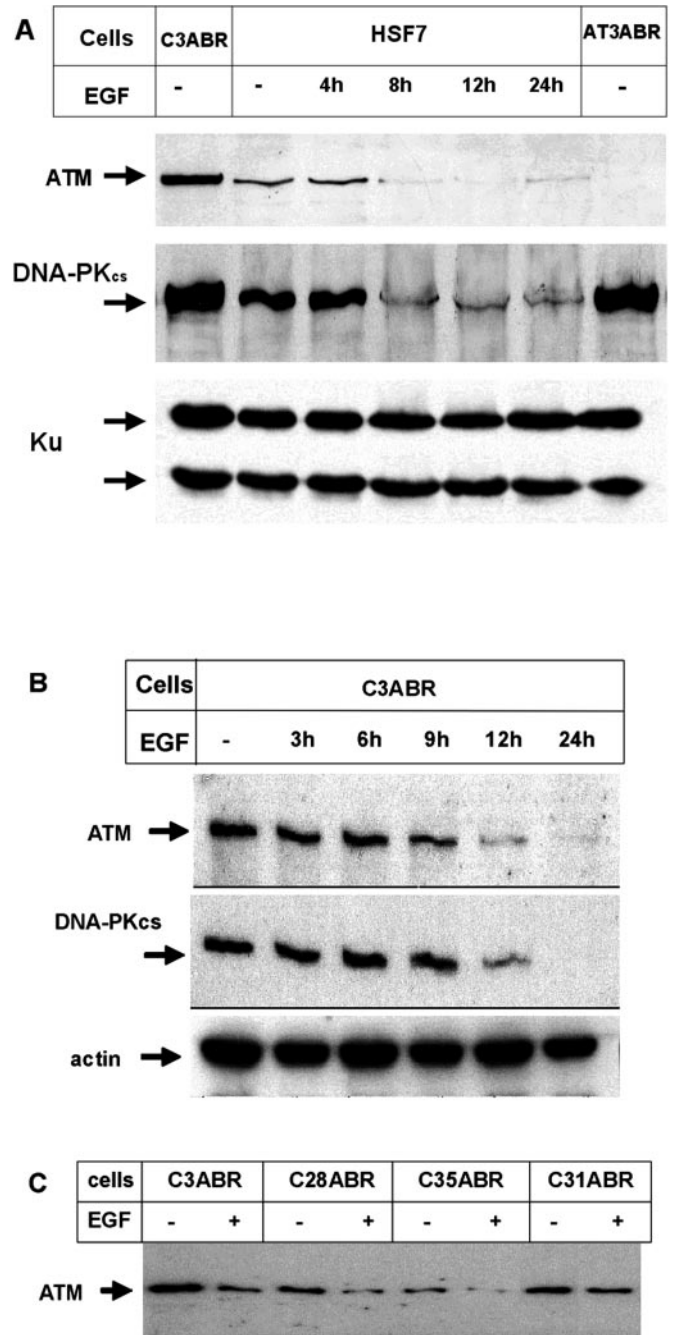 A
Cells C3ABR HSF7 AT3ABR
EGF - - 4h 8h 12h 24h -
ATM
DNA-PKcs
Ku
B
Cells C3ABR
EGF - 3h 6h 9h 12h 24h
ATM
DNA-PKcs
actin
C
cells C3ABR C28ABR C35ABR C31ABR
EGF - + - + - + - +
ATM